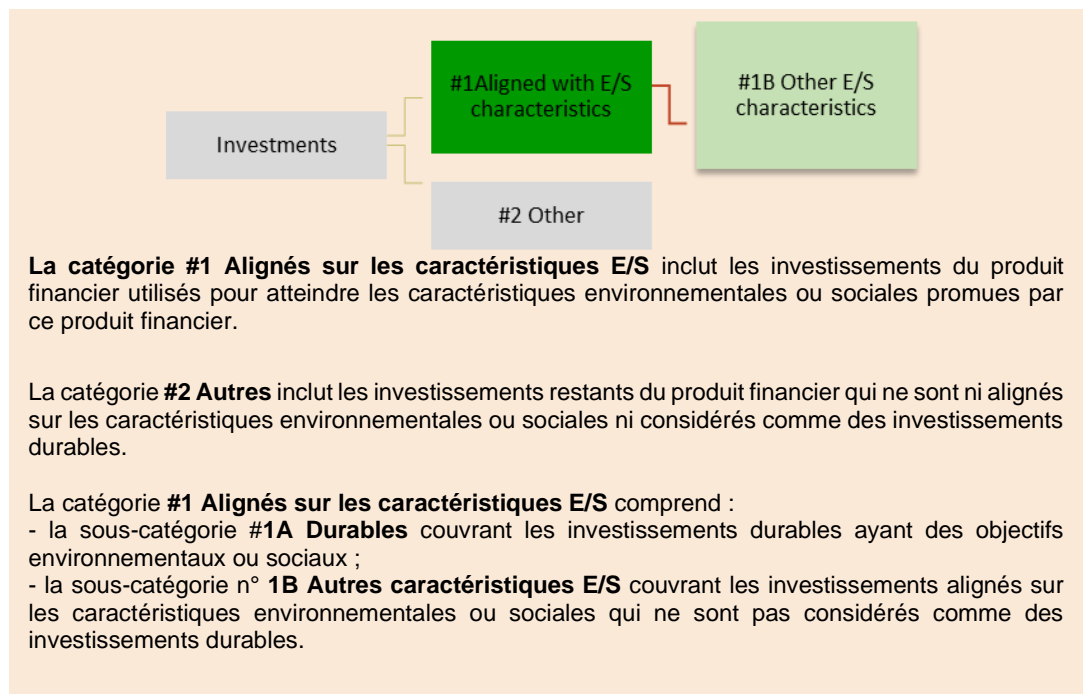 #1Aligned with E/S
characteristics
#1B Other E/S
characteristics
Investments
#2 Other
La catégorie #1 Alignés sur les caractéristiques E/S inclut les investissements du produit
financier utilisés pour atteindre les caractéristiques environnementales ou sociales promues par
ce produit financier.
La catégorie #2 Autres inclut les investissements restants du produit financier qui ne sont ni alignés
sur les caractéristiques environnementales ou sociales ni considérés comme des investissements
durables.
La catégorie #1 Alignés sur les caractéristiques E/S comprend :
- la sous-catégorie #1A Durables couvrant les investissements durables ayant des objectifs
environnementaux ou sociaux ;
- la sous-catégorie n° 1B Autres caractéristiques E/S couvrant les investissements alignés sur
les caractéristiques environnementales ou sociales qui ne sont pas considérés comme des
investissements durables.